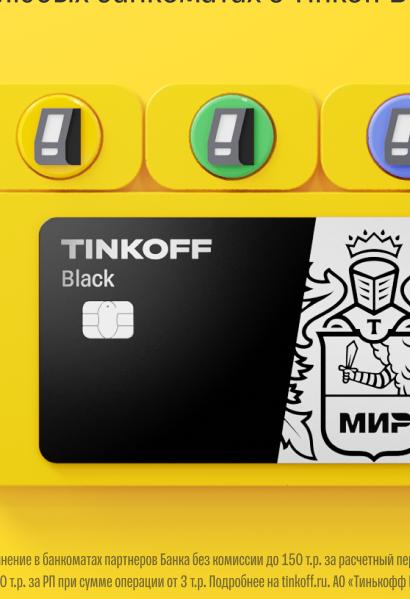 любых банкоматах с Tinkoff B
TINKOFF
Black
T
МИР
нение в банкоматах партнеров Банка без комиссии до 150 т.р. за расчетный пер
0 т.р. за РП при сумме операции от 3 т.р. Подробнее на tinkoff.ru. АО «Тинькофф